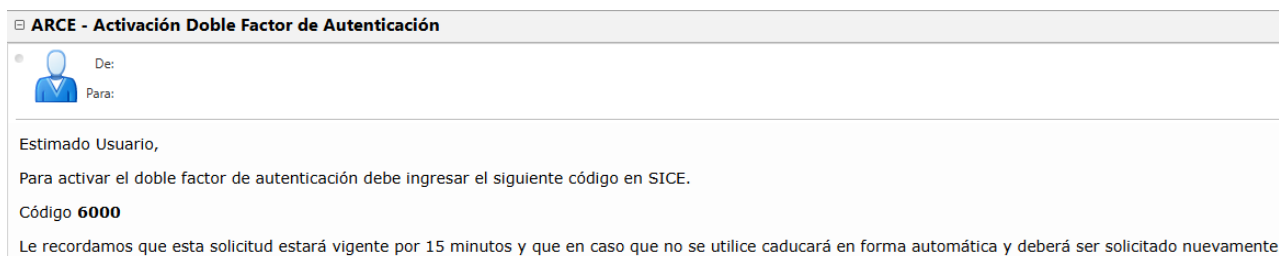 ARCE - Activación Doble Factor de Autenticación
De:
Para:
Estimado Usuario,
Para activar el doble factor de autenticación debe ingresar el siguiente código en SICE.
Código 6000
Le recordamos que esta solicitud estará vigente por 15 minutos y que en caso que no se utilice caducará en forma automática y deberá ser solicitado nuevamente